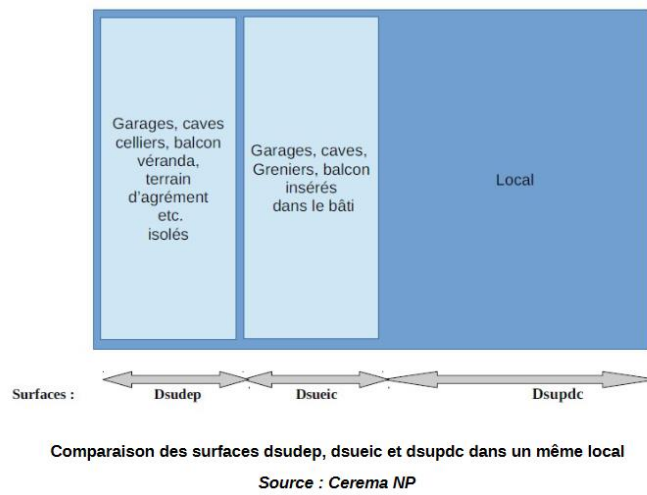 Garages, caves
celliers, balcon
véranda,
terrain
d'agrément
etc.
isolés
Garages, caves,
Greniers, balcon
insérés
dans le bâti
Local
Surfaces : Dsudep Dsueic Dsupdc
Comparaison des surfaces dsudep, dsueic et dsupdc dans un même local
Source : Cerema NP